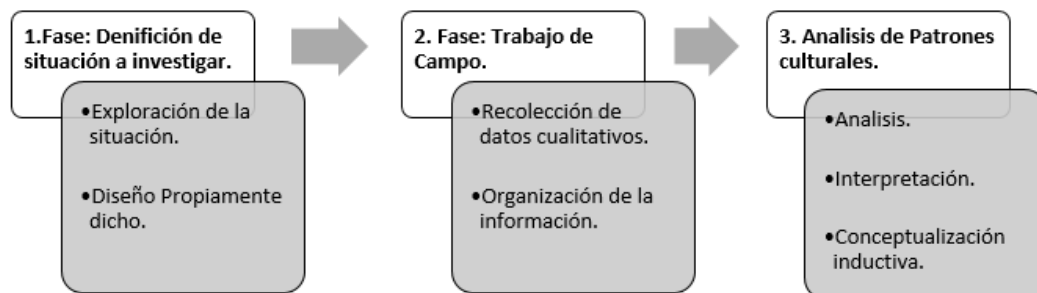 1.Fase: Denifición de
situación a investigar.
•Exploración de la
situación.
•Diseño Propiamente
dicho.
2. Fase: Trabajo de
Campo.
•Recolección de
datos cualitativos.
•Organización de la
información.
3. Analisis de Patrones
culturales.
•Analisis.
•Interpretación.
•Conceptualización
inductiva.